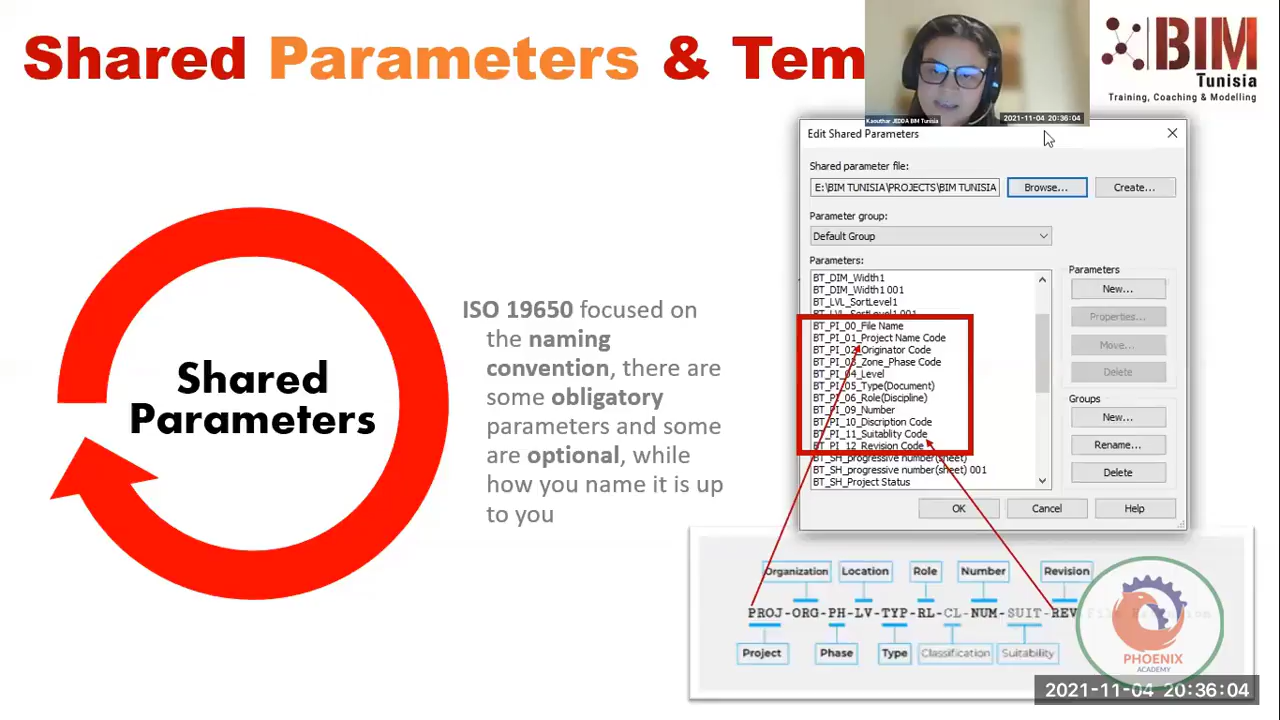 Shared Parameters & Tem
BIM
Tunisia
Training, Coaching & Modelling
Kaouthar JEDDA BIM Tunisia
2021-11-04 20:36:04
Edit Shared Parameters
Shared parameter file:
E:\BIM TUNISIA\PROJECTS\BIM TUNISIA
Browse...
Create...
Parameter group:
Default Group
Parameters:
BT_DIM_Width1
BT_DIM_Width1 001
BT_LVL_SortLevel1
BT_LVL_SortLevel1 001
BT_PI_00_File Name
BT_PI_01_Project Name Code
BT_PI_02_Originator Code
BT_PI_03_Zone_Phase Code
BT_PI_04_Level
BT_PI_05_Type(Document)
BT_PI_06_Role(Discipline)
BT_PI_09_Number
BT_PI_10_Discription Code
BT_PI_11_Suitablity Code
BT_PI_12_Revision Code
BT_SH_progressive number(sheet)
BT_SH_progressive number(sheet) 001
BT_SH_Project Status
Parameters
New...
Properties...
Move...
Delete
Groups
New...
Rename...
Delete
OK
Cancel
Help
Shared
Parameters
ISO 19650 focused on
the naming
convention, there are
some obligatory
parameters and some
are optional, while
how you name it is up
to you
Organization
Location
Role
Number
Revision
PROJ-ORG-PH-LV-TYP-RL-CL-NUM-SUIT-REV
Project
Phase
Type
Classification
Suitability
PHOENIX
ACADEMY
2021-11-04 20:36:04